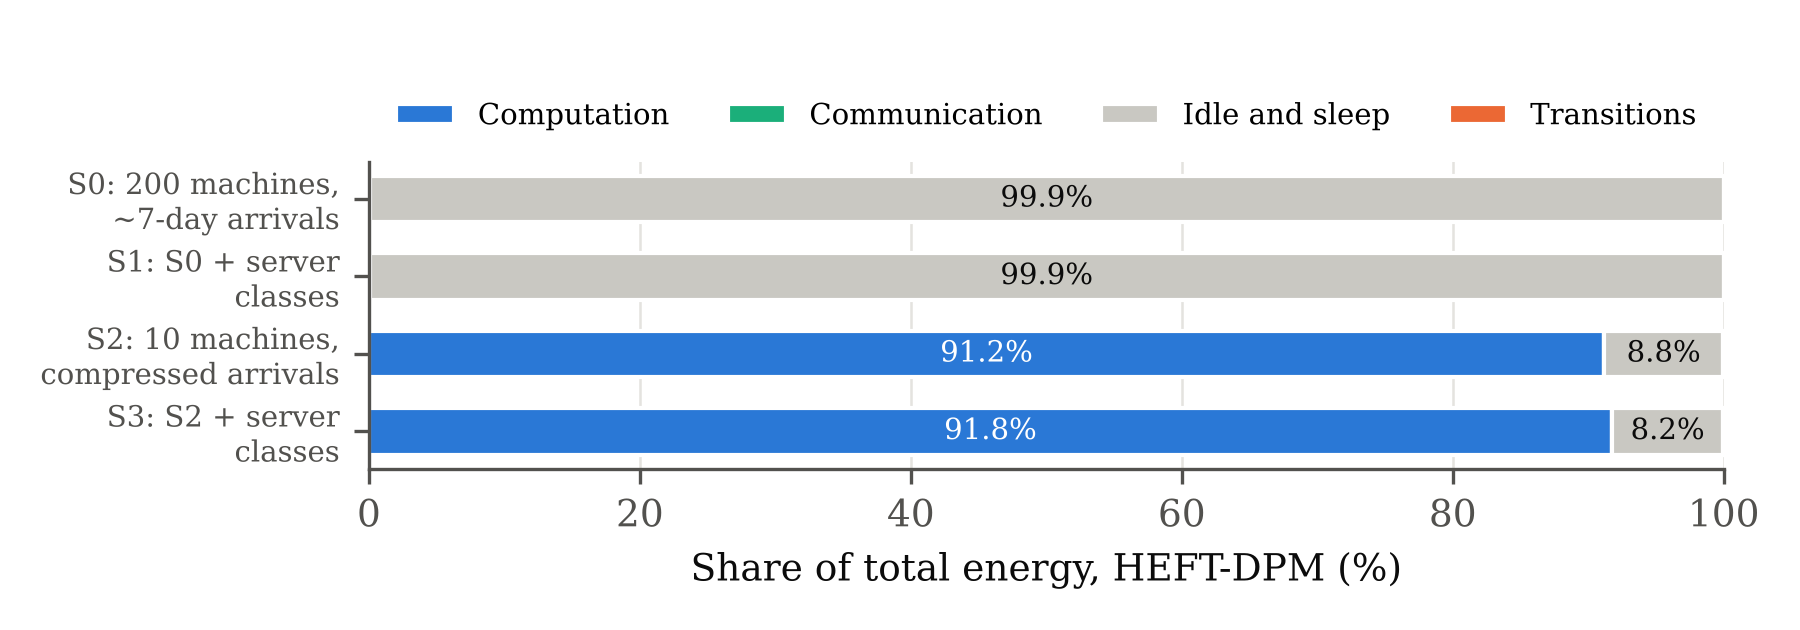 Computation
Communication
Idle and sleep
Transitions
S0: 200 machines,
~7-day arrivals
99.9%
S1: S0 + server
classes
99.9%
S2: 10 machines,
compressed arrivals
91.2%
8.8%
S3: S2 + server
classes
91.8%
8.2%
0
20
40
60
80
100
Share of total energy, HEFT-DPM (%)